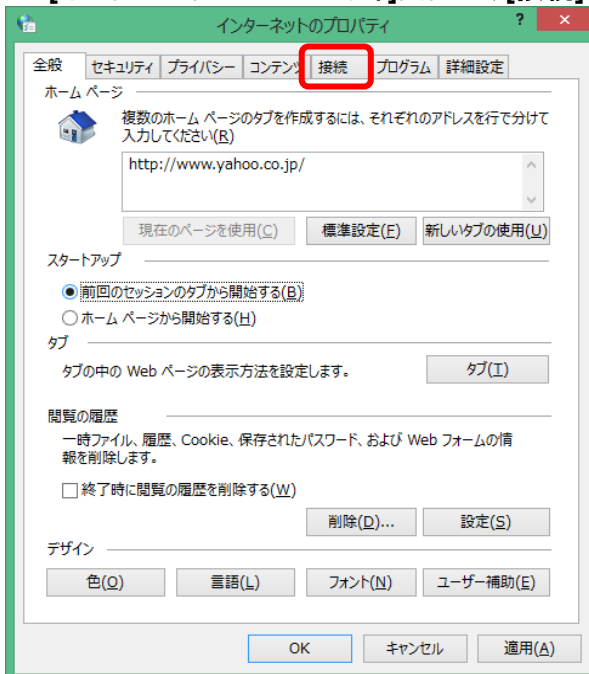 [接続]
インターネットのプロパティ ? ×
全般 セキュリティ プライバシー コンテンツ 接続 プログラム 詳細設定
ホーム ページ
複数のホーム ページのタブを作成するには、それぞれのアドレスを行で分けて
入力してください(R)
http://www.yahoo.co.jp/
現在のページを使用(C) 標準設定(F) 新しいタブの使用(U)
スタートアップ
前回のセッションのタブから開始する(B)
ホーム ページから開始する(H)
タブ
タブの中の Web ページの表示方法を設定します。 タブ(T)
閲覧の履歴
一時ファイル、履歴、Cookie、保存されたパスワード、および Web フォームの情
報を削除します。
終了時に閲覧の履歴を削除する(W)
削除(D)... 設定(S)
デザイン
色(O) 言語(L) フォント(N) ユーザー補助(E)
OK キャンセル 適用(A)